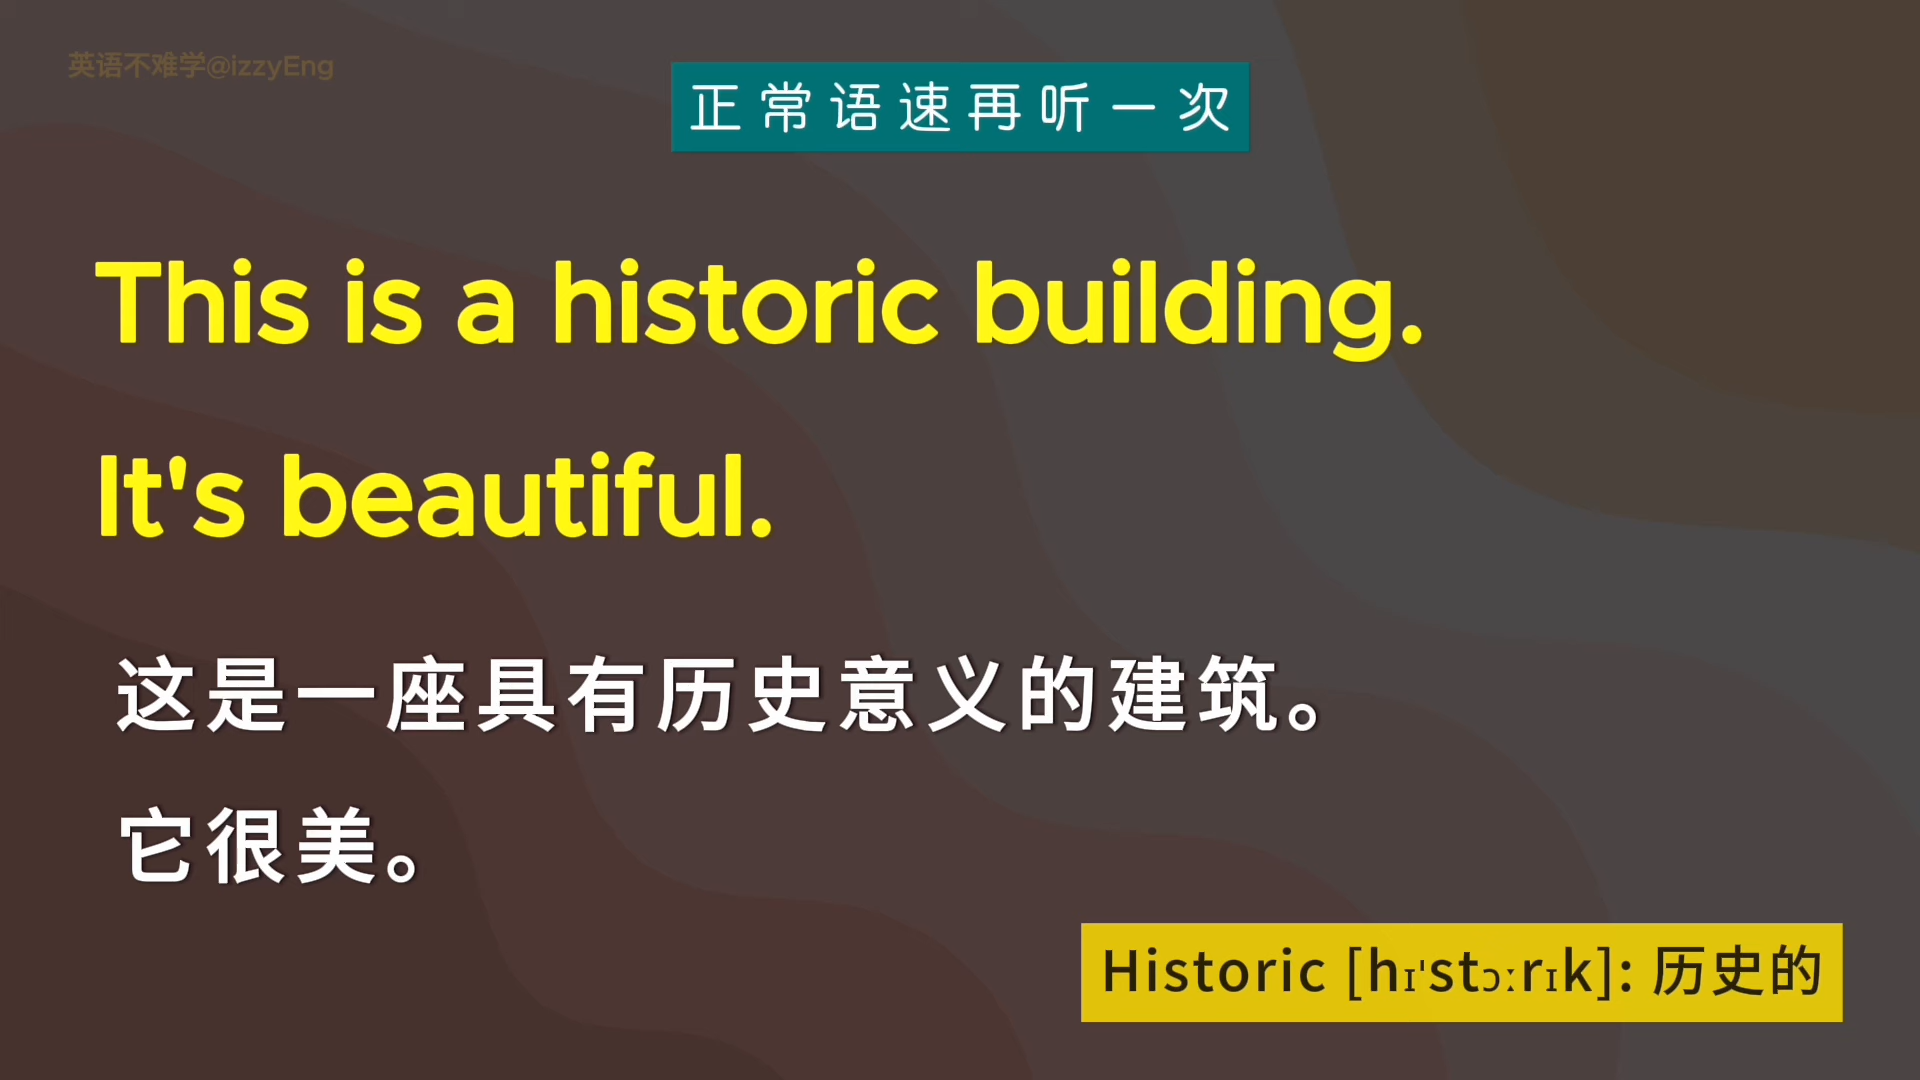 英语不难学@izzyEng
正常语速再听一次
This is a historic building.
It's beautiful.
这是一座具有历史意义的建筑。
它很美。
Historic [hɪˈstɔːrɪk]: 历史的